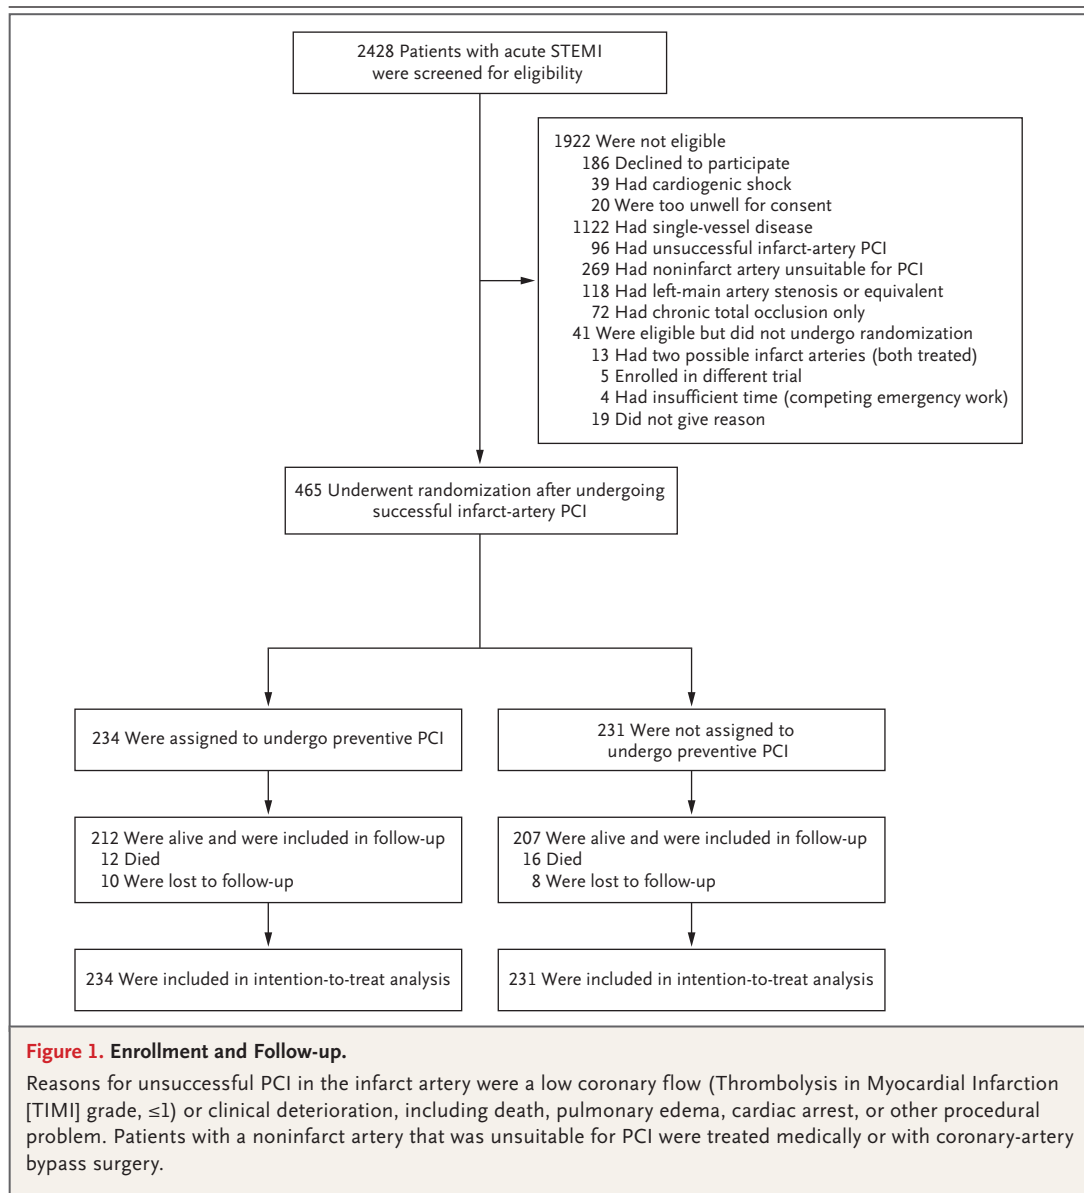 2428 Patients with acute STEMI
were screened for eligibility
1922 Were not eligible
186 Declined to participate
39 Had cardiogenic shock
20 Were too unwell for consent
1122 Had single-vessel disease
96 Had unsuccessful infarct-artery PCI
269 Had noninfarct artery unsuitable for PCI
118 Had left-main artery stenosis or equivalent
72 Had chronic total occlusion only
41 Were eligible but did not undergo randomization
13 Had two possible infarct arteries (both treated)
5 Enrolled in different trial
4 Had insufficient time (competing emergency work)
19 Did not give reason
465 Underwent randomization after undergoing
successful infarct-artery PCI
234 Were assigned to undergo preventive PCI
231 Were not assigned to
undergo preventive PCI
212 Were alive and were included in follow-up
12 Died
10 Were lost to follow-up
207 Were alive and were included in follow-up
16 Died
8 Were lost to follow-up
234 Were included in intention-to-treat analysis
231 Were included in intention-to-treat analysis
Figure 1. Enrollment and Follow-up.
Reasons for unsuccessful PCI in the infarct artery were a low coronary flow (Thrombolysis in Myocardial Infarction
[TIMI] grade, ≤1) or clinical deterioration, including death, pulmonary edema, cardiac arrest, or other procedural
problem. Patients with a noninfarct artery that was unsuitable for PCI were treated medically or with coronary-artery
bypass surgery.